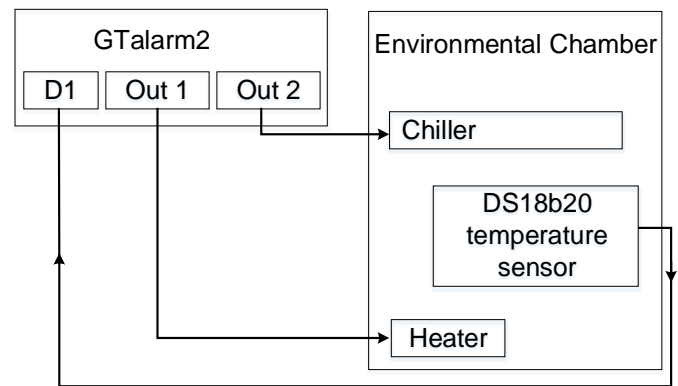 GTalarm2
D1
Out 1
Out 2
Environmental Chamber
Chiller
DS18b20
temperature
sensor
Heater